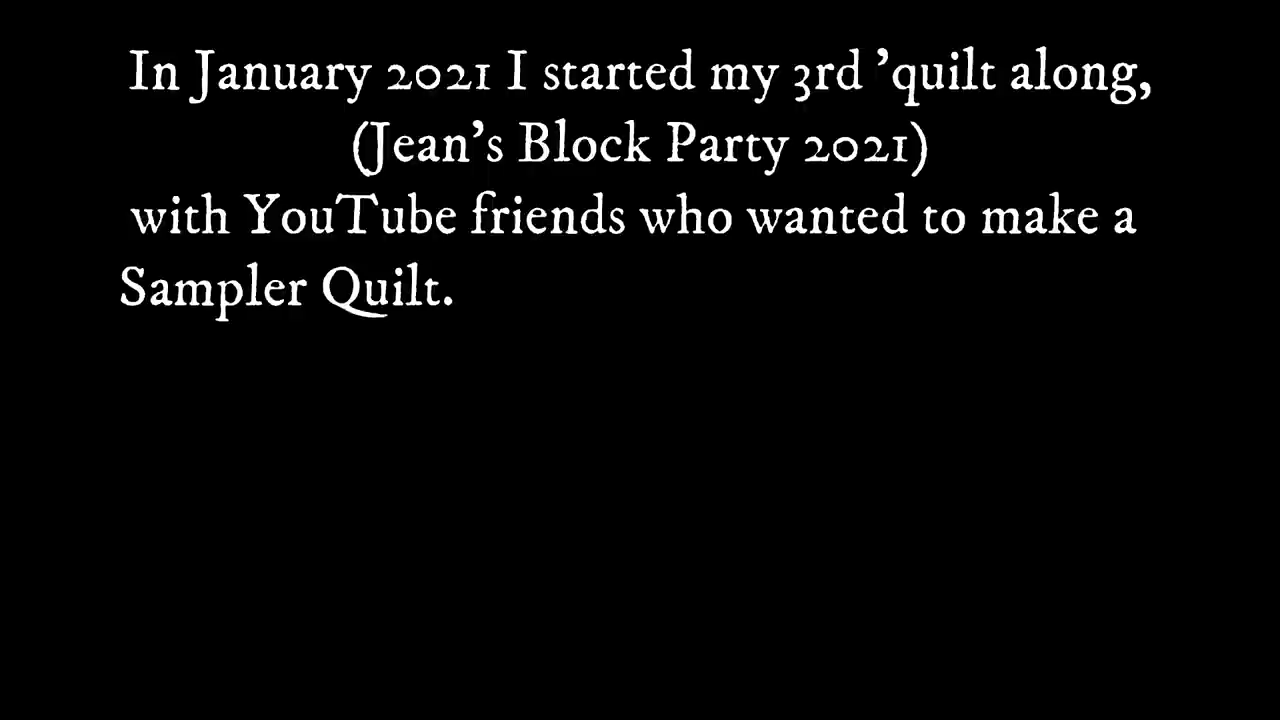 In January 2021 I started my 3rd ’quilt along,
(Jean’s Block Party 2021)
with YouTube friends who wanted to make a
Sampler Quilt.